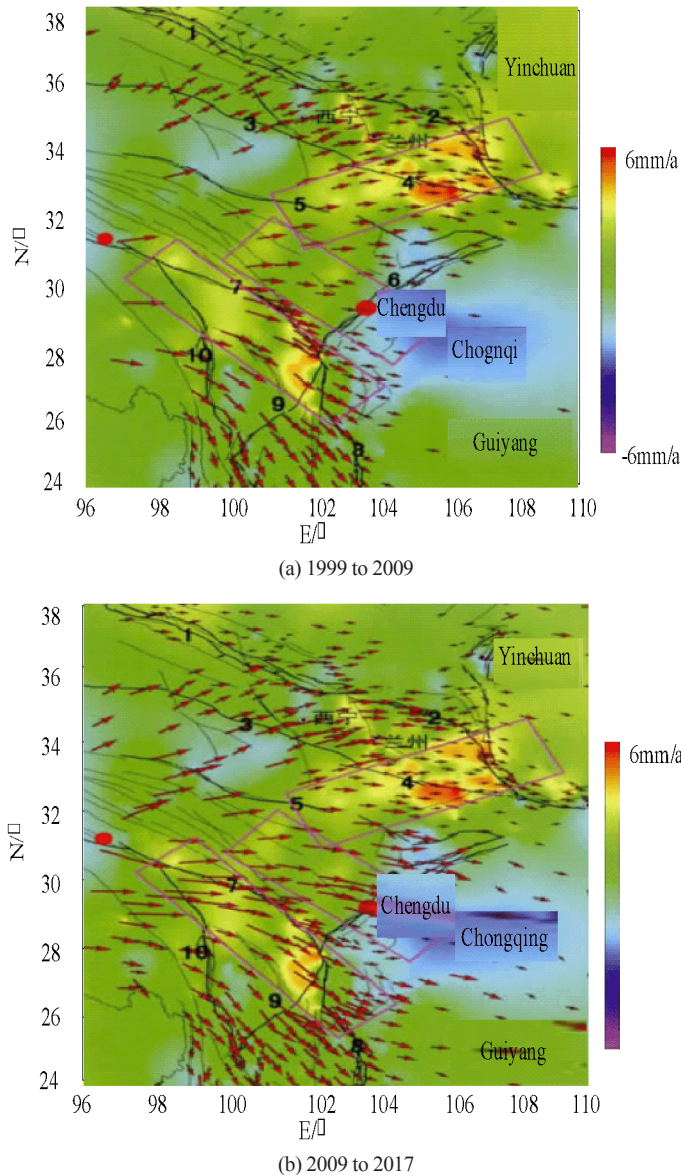 38
36
34
32
30
28
26
24
N/□
1
2
3
西宁
兰州
4
5
6
7
8
9
10
Yinchuan
Chengdu
Chognqi
Guiyang
6mm/a
-6mm/a
96 98 100 102 104 106 108 110
E/□
(a) 1999 to 2009
38
36
34
32
30
28
26
24
N/□
1
2
3
西宁
兰州
4
5
7
8
9
10
Yinchuan
Chengdu
Chongqing
Guiyang
6mm/a
96 98 100 102 104 106 108 110
E/□
(b) 2009 to 2017